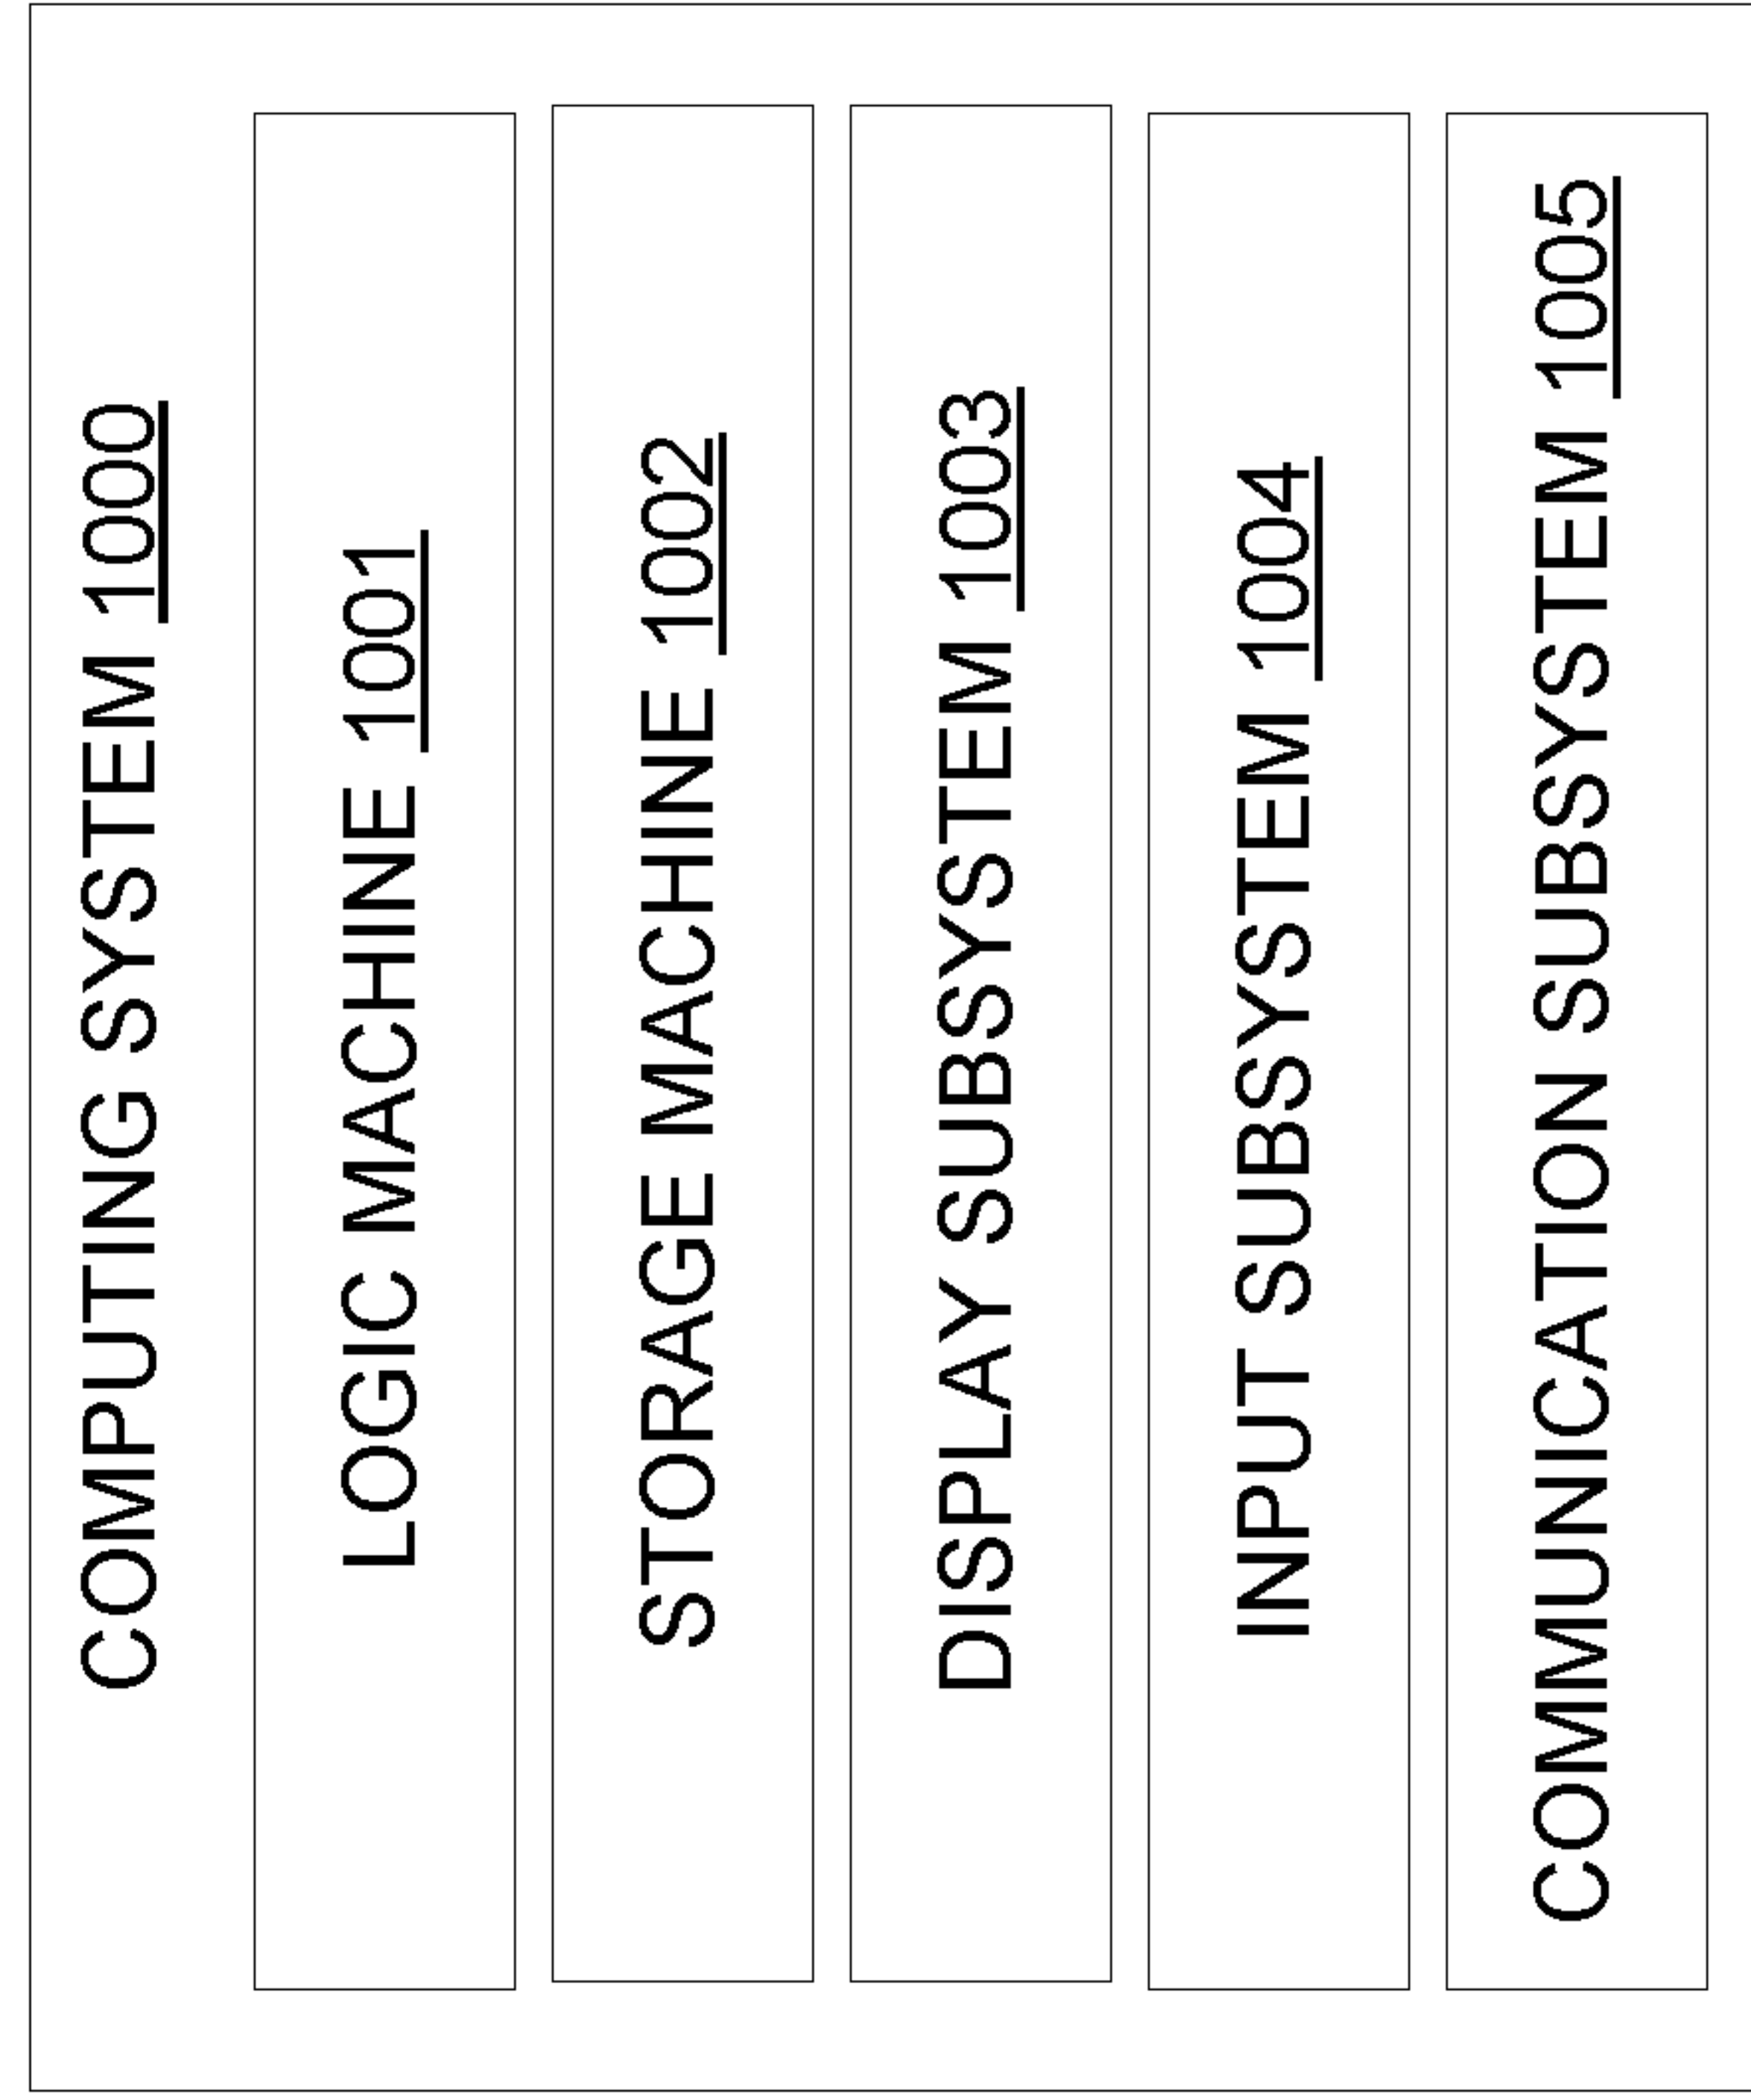 COMPUTING SYSTEM 1000
LOGIC MACHINE 1001
STORAGE MACHINE 1002
DISPLAY SUBSYSTEM 1003
INPUT SUBSYSTEM 1004
COMMUNICATION SUBSYSTEM 1005